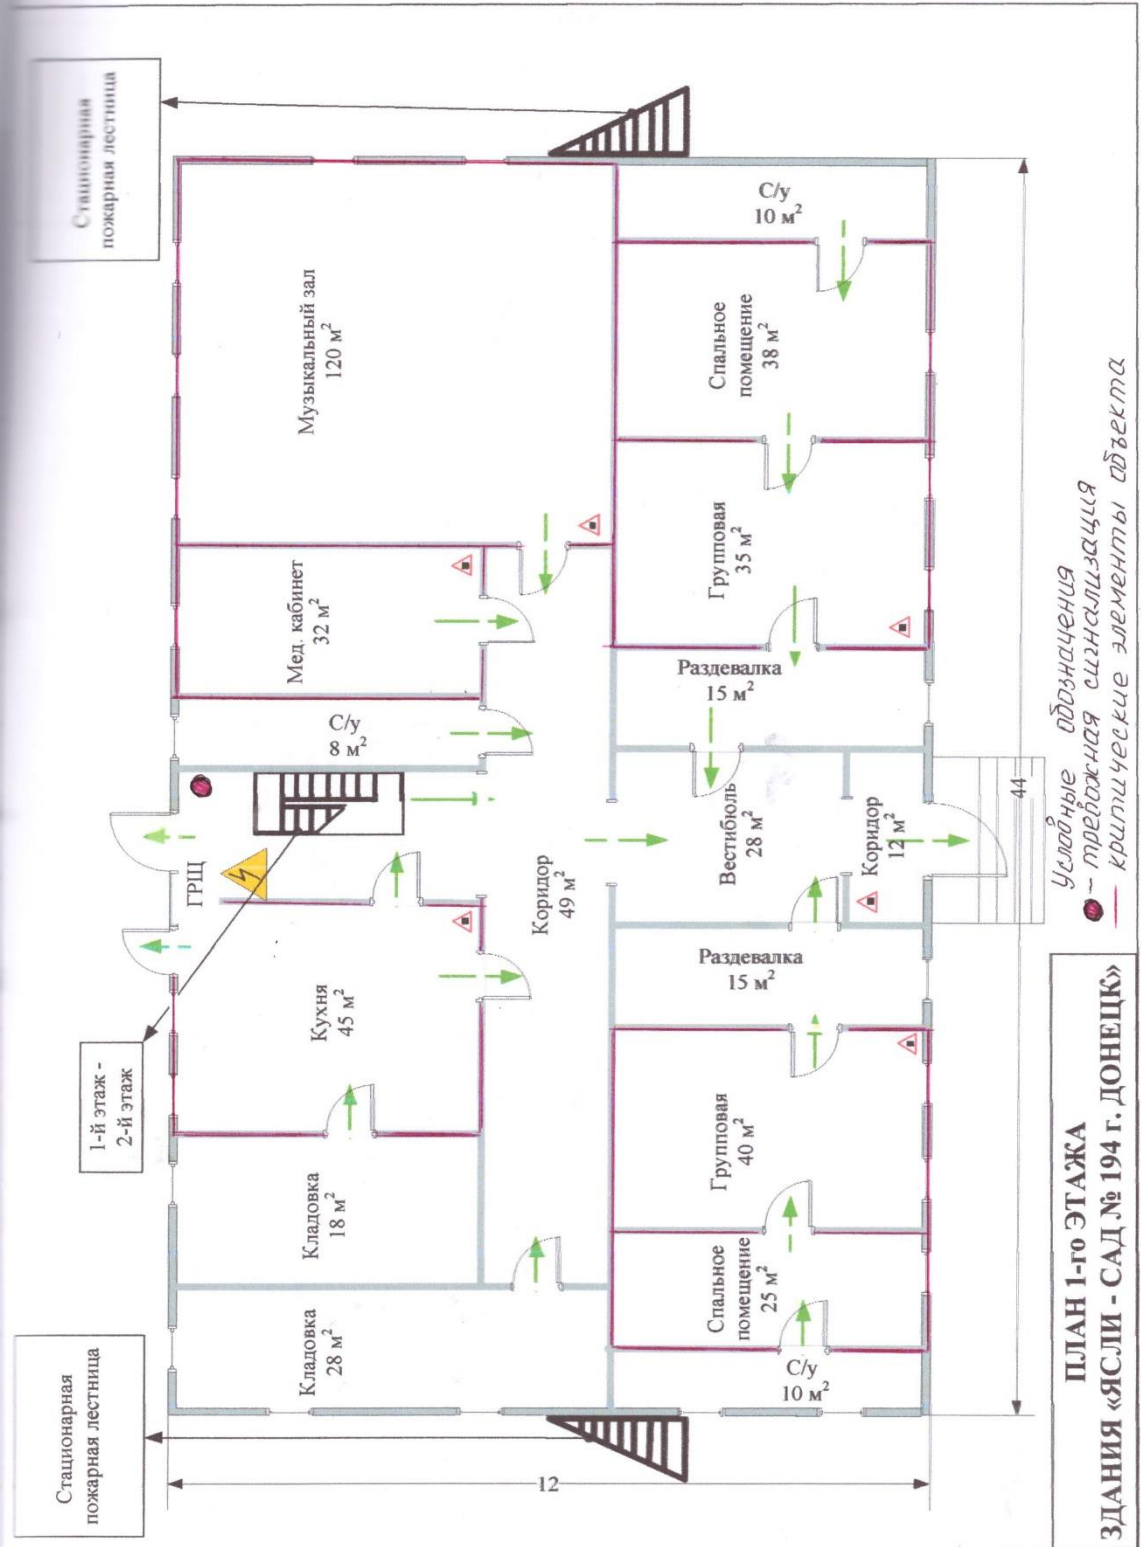 Стационарная
пожарная лестница
1-й этаж -
2-й этаж
Стационарная
пожарная лестница
Кладовка
28 м²
Кладовка
18 м²
Кухня
45 м²
ГРЩ
С/у
8 м²
Мед. кабинет
32 м²
Музыкальный зал
120 м²
Коридор
49 м²
С/у
10 м²
Спальное
помещение
25 м²
Групповая
40 м²
Раздевалка
15 м²
Вестибюль
28 м²
Коридор
12 м²
Раздевалка
15 м²
Групповая
35 м²
Спальное
помещение
38 м²
С/у
10 м²
12
44
Условные обозначения
- тревожная сигнализация
критические элементы объекта
ПЛАН 1-го ЭТАЖА
ЗДАНИЯ «ЯСЛИ - САД № 194 г. ДОНЕЦК»